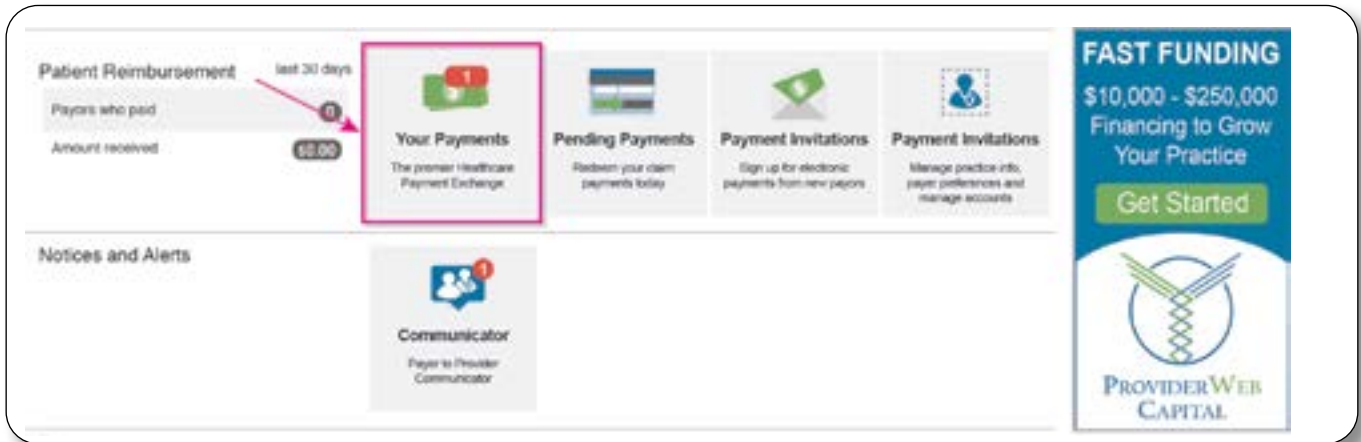 Patient Reimbursement
last 30 days
Payors who paid
0
Amount received
$0.00
1
Your Payments
The premier Healthcare
Payment Exchange
Pending Payments
Redeem your claim
payments today
Payment Invitations
Sign up for electronic
payments from new payors
Payment Invitations
Manage practice info,
payer preferences and
manage accounts
Notices and Alerts
1
Communicator
Payer to Provider
Communicator
FAST FUNDING
$10,000 - $250,000
Financing to Grow
Your Practice
Get Started
PROVIDERWEB
CAPITAL